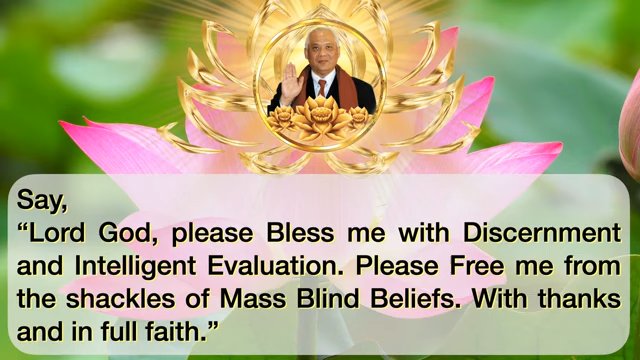 Say,
“Lord God, please Bless me with Discernment
and Intelligent Evaluation. Please Free me from
the shackles of Mass Blind Beliefs. With thanks
and in full faith.”